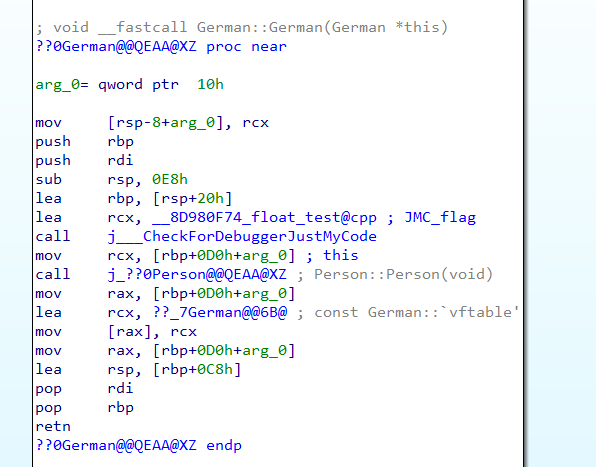 ; void __fastcall German::German(German *this)
??0German@@QEAA@XZ proc near
arg_0= qword ptr  10h
mov     [rsp-8+arg_0], rcx
push    rbp
push    rdi
sub     rsp, 0E8h
lea     rbp, [rsp+20h]
lea     rcx, __8D980F74_float_test@cpp ; JMC_flag
call    j___CheckForDebuggerJustMyCode
mov     rcx, [rbp+0D0h+arg_0] ; this
call    j_??0Person@@QEAA@XZ ; Person::Person(void)
mov     rax, [rbp+0D0h+arg_0]
lea     rcx, ??_7German@@6B@ ; const German::`vftable'
mov     [rax], rcx
mov     rax, [rbp+0D0h+arg_0]
lea     rsp, [rbp+0C8h]
pop     rdi
pop     rbp
retn
??0German@@QEAA@XZ endp